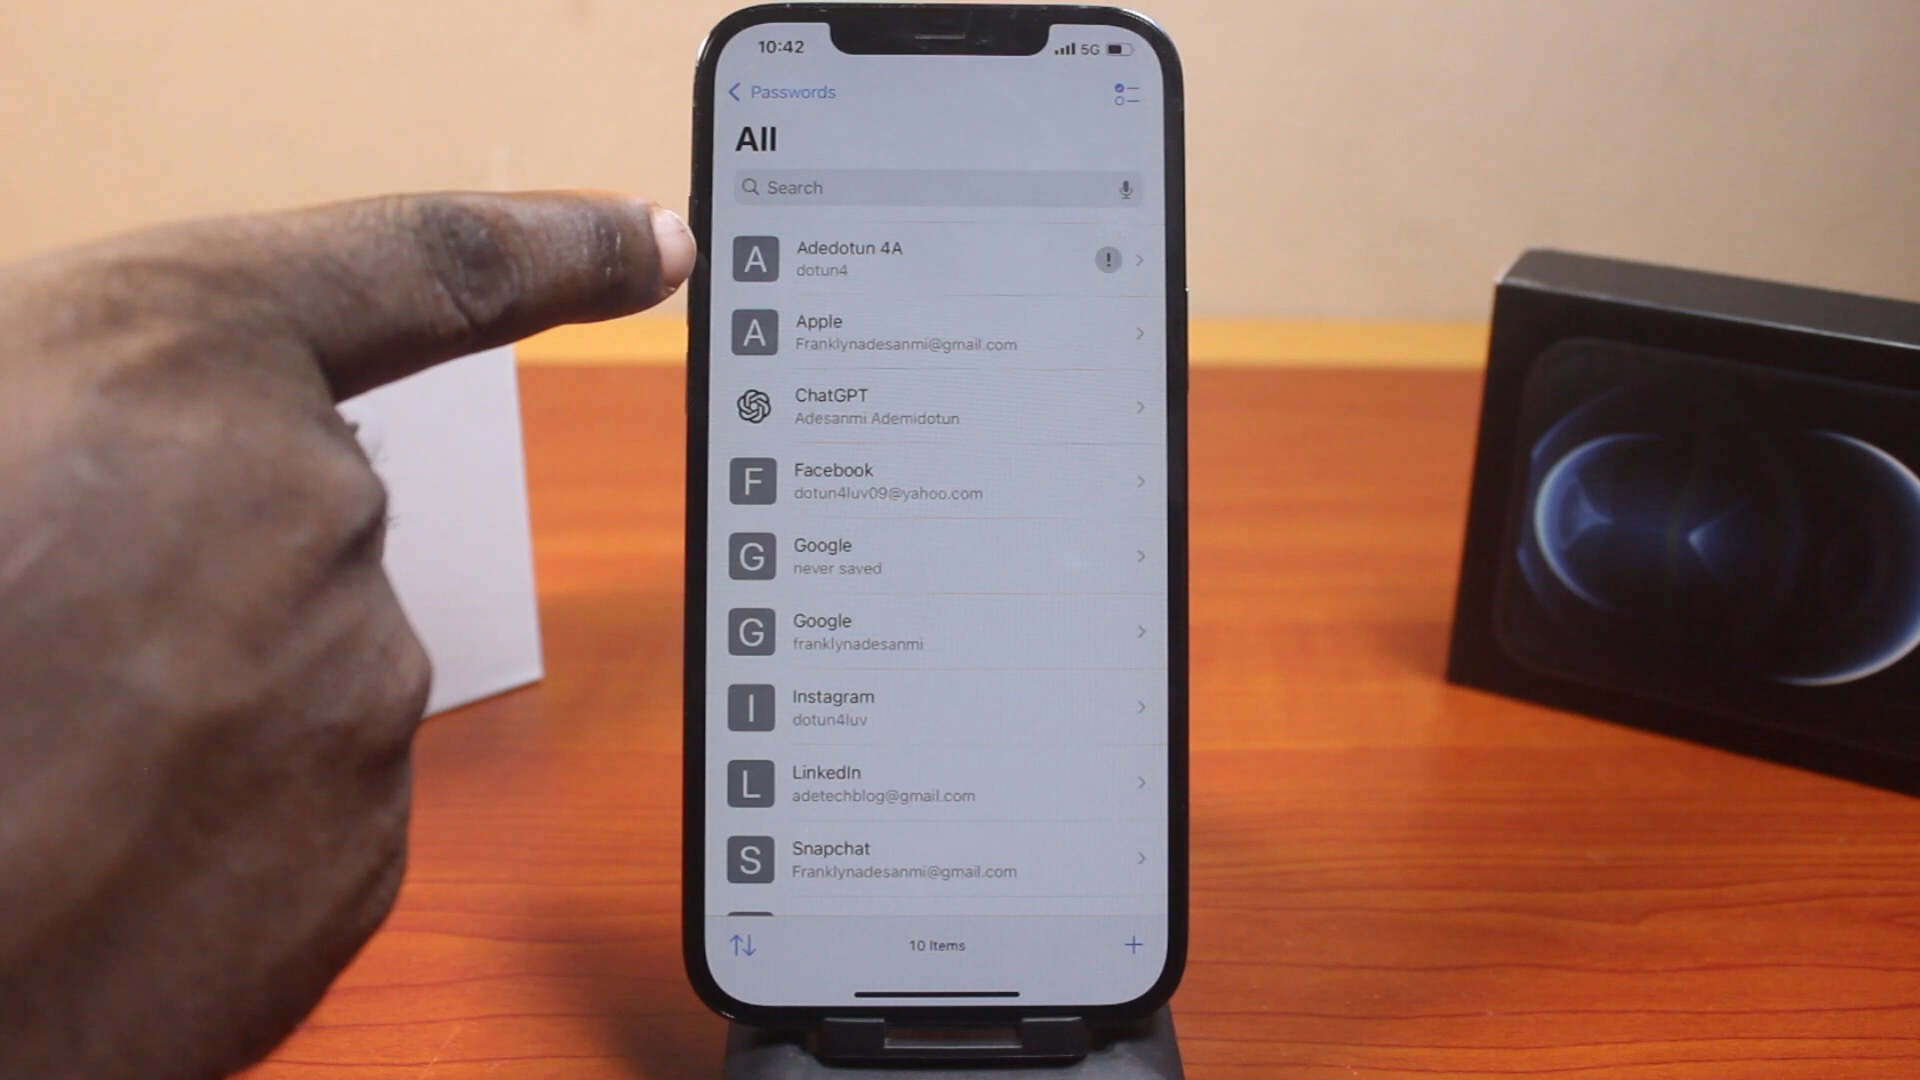 10:42
5G
Passwords
All
Search
A
Adedotun 4A
dotun4
!
A
Apple
Franklynadesanmi@gmail.com
ChatGPT
Adesanmi Ademidotun
F
Facebook
dotun4luv09@yahoo.com
G
Google
never saved
G
Google
franklynadesanmi
I
Instagram
dotun4luv
L
LinkedIn
adetechblog@gmail.com
S
Snapchat
Franklynadesanmi@gmail.com
10 Items